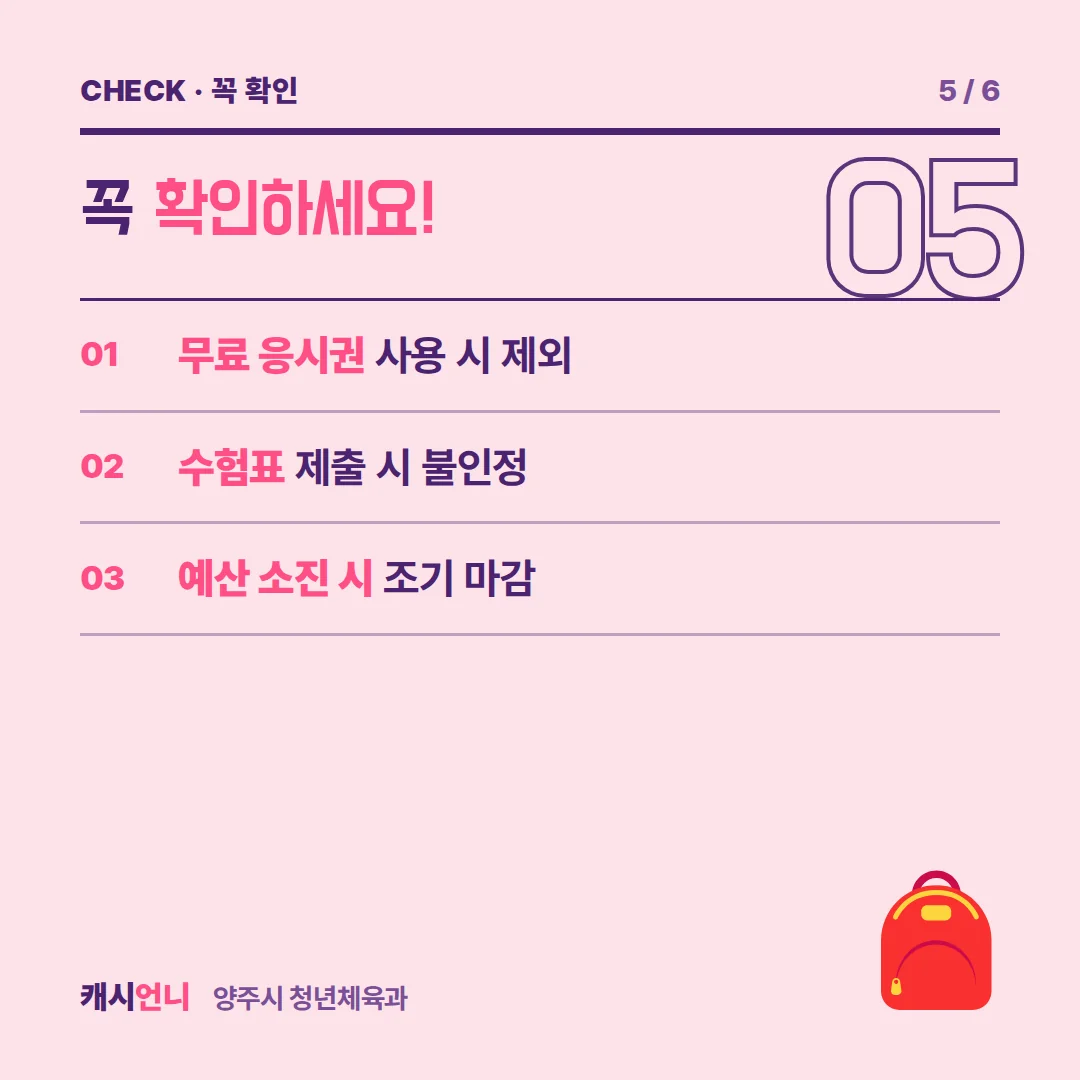 CHECK · 꼭 확인
5 / 6
꼭 확인하세요!
05
01 무료 응시권 사용 시 제외
02 수험표 제출 시 불인정
03 예산 소진 시 조기 마감
캐시언니 양주시 청년체육과